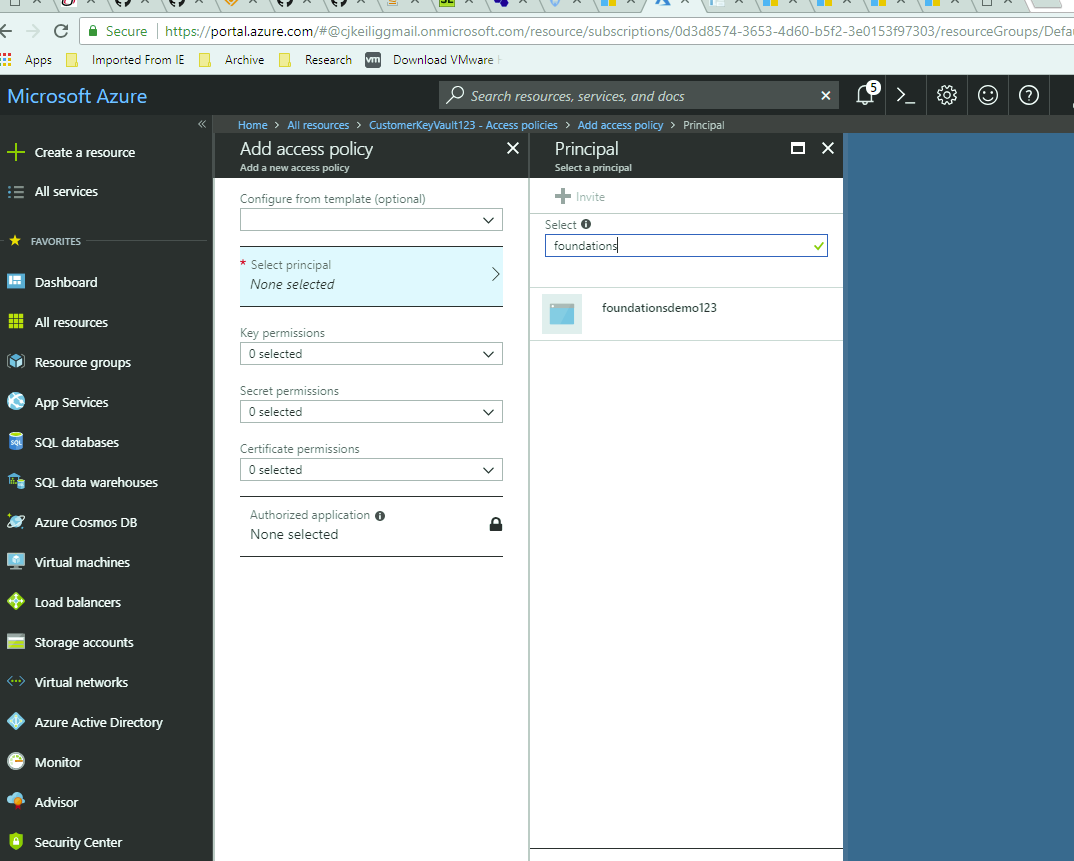 Secure https://portal.azure.com/#@cjkeiliggmail.onmicrosoft.com/resource/subscriptions/0d3d8574-3653-4d60-b5f2-3e0153f97303/resourceGroups/Defau
Apps Imported From IE Archive Research vm Download VMware
Microsoft Azure
Search resources, services, and docs
5
Home > All resources > CustomerKeyVault123 - Access policies > Add access policy > Principal
Create a resource
All services
FAVORITES
Dashboard
All resources
Resource groups
App Services
SQL databases
SQL data warehouses
Azure Cosmos DB
Virtual machines
Load balancers
Storage accounts
Virtual networks
Azure Active Directory
Monitor
Advisor
Security Center
Add access policy
Add a new access policy
Configure from template (optional)
* Select principal
None selected
Key permissions
0 selected
Secret permissions
0 selected
Certificate permissions
0 selected
Authorized application
None selected
Principal
Select a principal
Invite
Select
foundations
foundationsdemo123